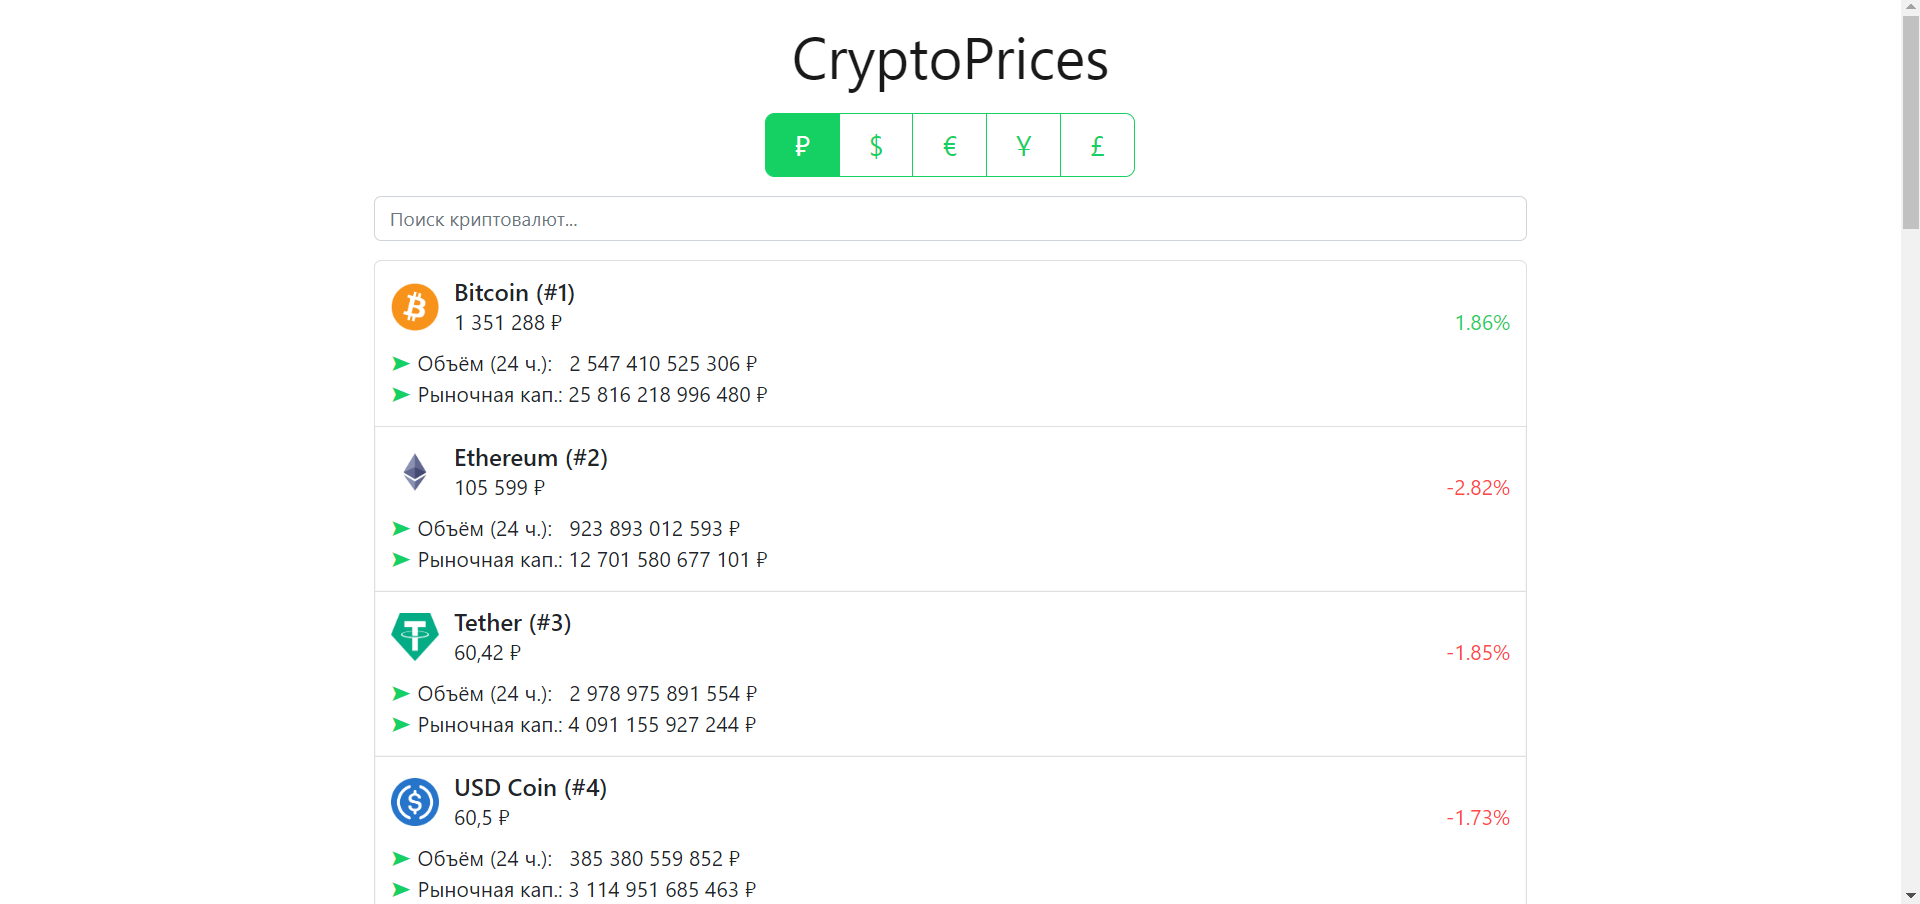 CryptoPrices
₽ $ € ¥ £
Поиск криптовалют...
Bitcoin (#1)
1 351 288 ₽
1.86%
➤ Объём (24 ч.): 2 547 410 525 306 ₽
➤ Рыночная кап.: 25 816 218 996 480 ₽
Ethereum (#2)
105 599 ₽
-2.82%
➤ Объём (24 ч.): 923 893 012 593 ₽
➤ Рыночная кап.: 12 701 580 677 101 ₽
Tether (#3)
60,42 ₽
-1.85%
➤ Объём (24 ч.): 2 978 975 891 554 ₽
➤ Рыночная кап.: 4 091 155 927 244 ₽
USD Coin (#4)
60,5 ₽
-1.73%
➤ Объём (24 ч.): 385 380 559 852 ₽
➤ Рыночная кап.: 3 114 951 685 463 ₽